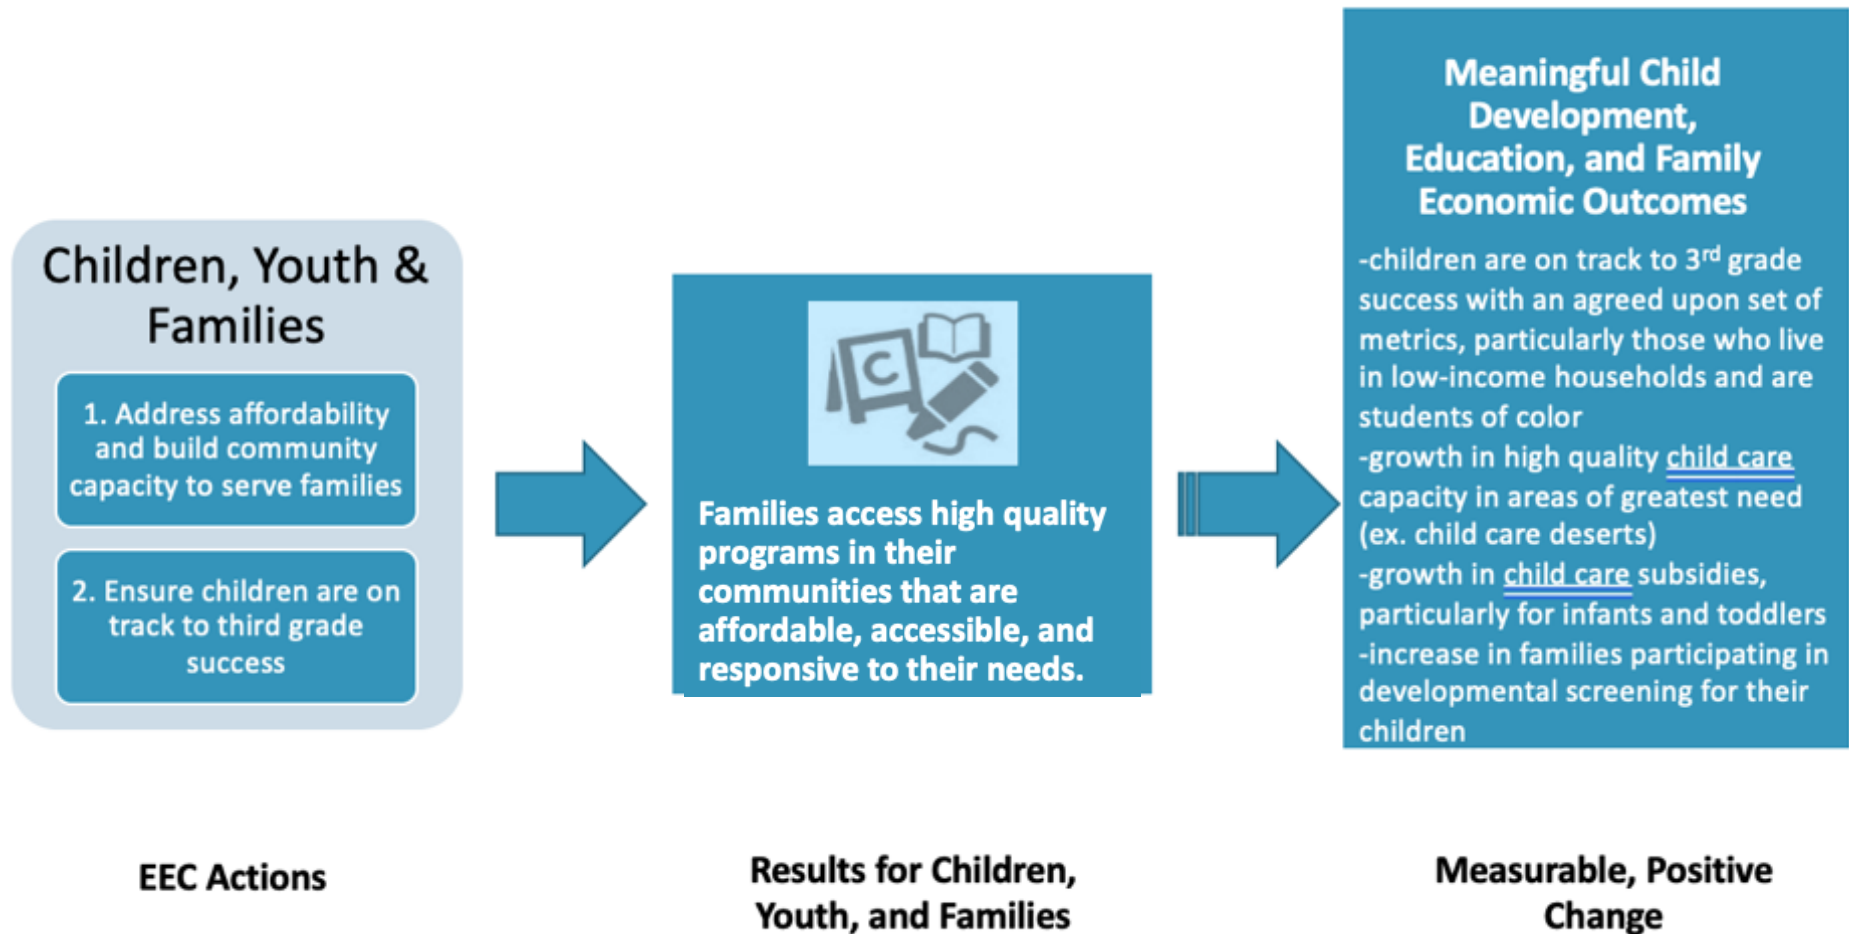 Children, Youth &
Families
1. Address affordability
and build community
capacity to serve families
2. Ensure children are on
track to third grade
success
EEC Actions
C
Families access high quality
programs in their
communities that are
affordable, accessible, and
responsive to their needs.
Results for Children,
Youth, and Families
Meaningful Child
Development,
Education, and Family
Economic Outcomes
-children are on track to 3rd grade
success with an agreed upon set of
metrics, particularly those who live
in low-income households and are
students of color
-growth in high quality child care
capacity in areas of greatest need
(ex. child care deserts)
-growth in child care subsidies,
particularly for infants and toddlers
-increase in families participating in
developmental screening for their
children
Measurable, Positive
Change